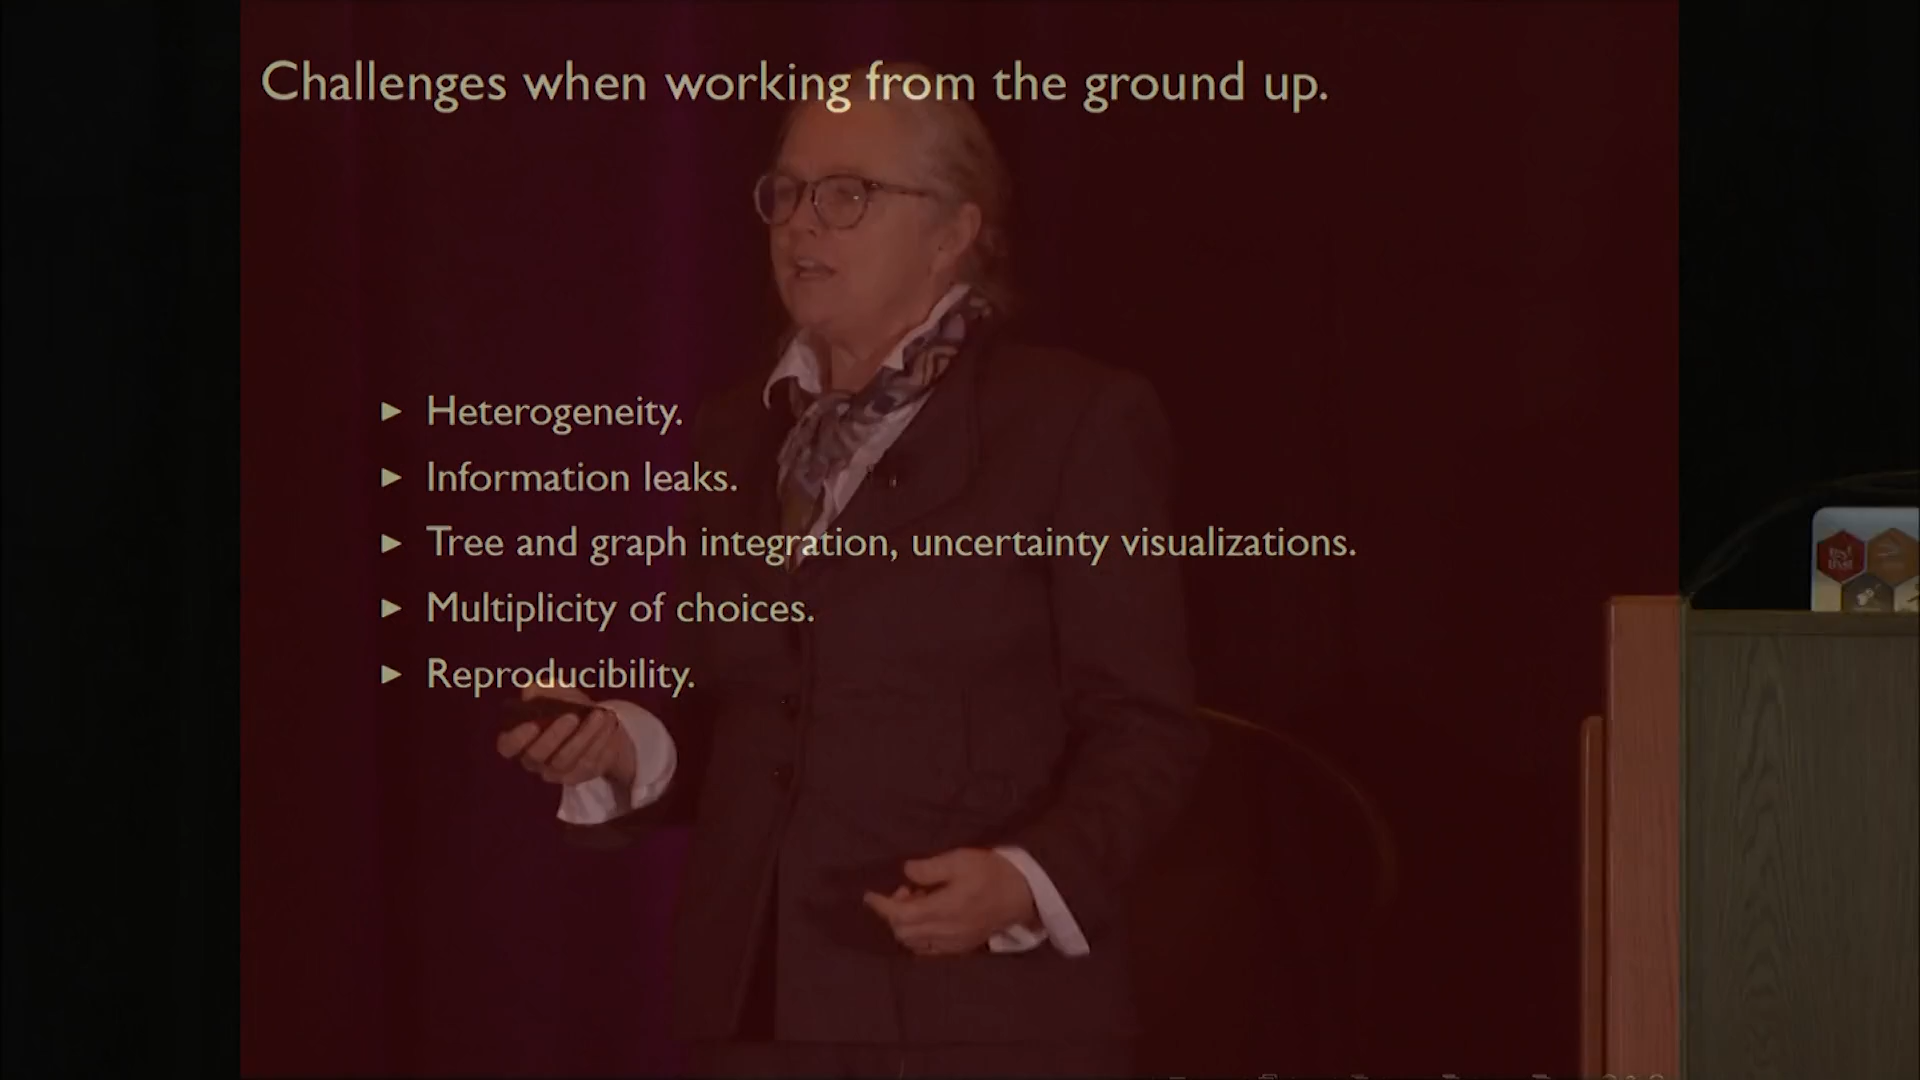 Challenges when working from the ground up.
► Heterogeneity.
► Information leaks.
► Tree and graph integration, uncertainty visualizations.
► Multiplicity of choices.
► Reproducibility.